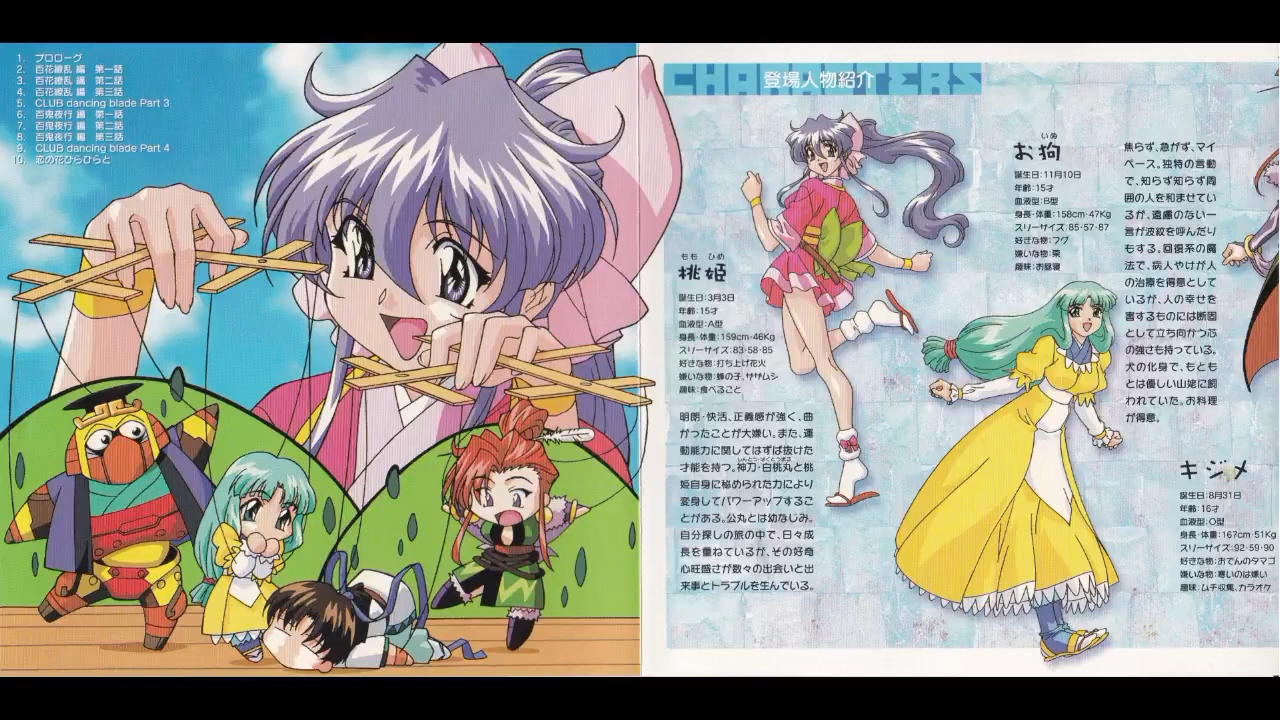 1. プロローグ
2. 百花繚乱 編　第一話
3. 百花繚乱 編　第二話
4. 百花繚乱 編　第三話
5. CLUB dancing blade Part 3
6. 百鬼夜行 編　第一話
7. 百鬼夜行 編　第二話
8. 百鬼夜行 編　第三話
9. CLUB dancing blade Part 4
10. 恋の花ひらひらと
CHARACTERS
登場人物紹介
もも ひめ
桃姫
誕生日:3月3日
年齢:15才
血液型:A型
身長・体重:159cm・46Kg
スリーサイズ:83・58・85
好きな物:打ち上げ花火
嫌いな物:蜂の子,ササムシ
趣味:食べること
明朗・快活、正義感が強く、曲
がったことが大嫌い。また、運
動能力に関してはずば抜けた
才能を持つ。神刀・白桃丸と桃
姫自身に秘められた力により
変身してパワーアップするこ
とがある。公丸とは幼なじみ。
自分探しの旅の中で、日々成
長を重ねているが、その好奇
心旺盛さが数々の出会いと出
来事とトラブルを生んでいる。
いぬ
お狗
誕生日:11月10日
年齢:15才
血液型:B型
身長・体重:158cm・47Kg
スリーサイズ:85・57・87
好きな物:フグ
嫌いな物:栗
趣味:お昼寝
焦らず、急がず、マイ
ペース。独特の言動
で、知らず知らず周
囲の人を和ませてい
るが、遠慮のない一
言が波紋を呼んだり
もする。回復系の魔
法で、病人やけが人
の治療を得意として
いるが、人の幸せを
害するものには断固
として立ち向かう芯
の強さも持っている。
犬の化身で、もとも
とは優しい山姥に飼
われていた。お料理
が得意。
キジノメ
誕生日:8月31日
年齢:16才
血液型:O型
身長・体重:167cm・51Kg
スリーサイズ:92・59・90
好きな物:おでんのタマゴ
嫌いな物:寒いのは嫌い
趣味:ムチ収集,カラオケ